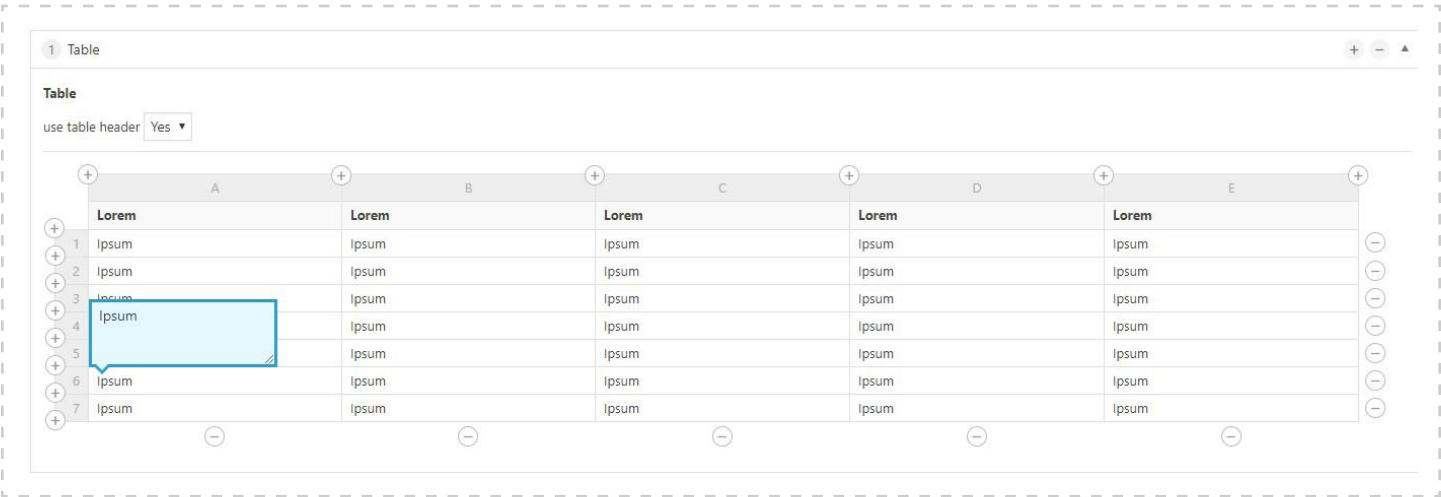 1 Table
Table
use table header Yes
A B C D E
Lorem Lorem Lorem Lorem Lorem
1 Ipsum Ipsum Ipsum Ipsum Ipsum
2 Ipsum Ipsum Ipsum Ipsum Ipsum
3 Ipsum Ipsum Ipsum Ipsum Ipsum
Ipsum
4 Ipsum Ipsum Ipsum Ipsum
5 Ipsum Ipsum Ipsum Ipsum
6 Ipsum Ipsum Ipsum Ipsum Ipsum
7 Ipsum Ipsum Ipsum Ipsum Ipsum